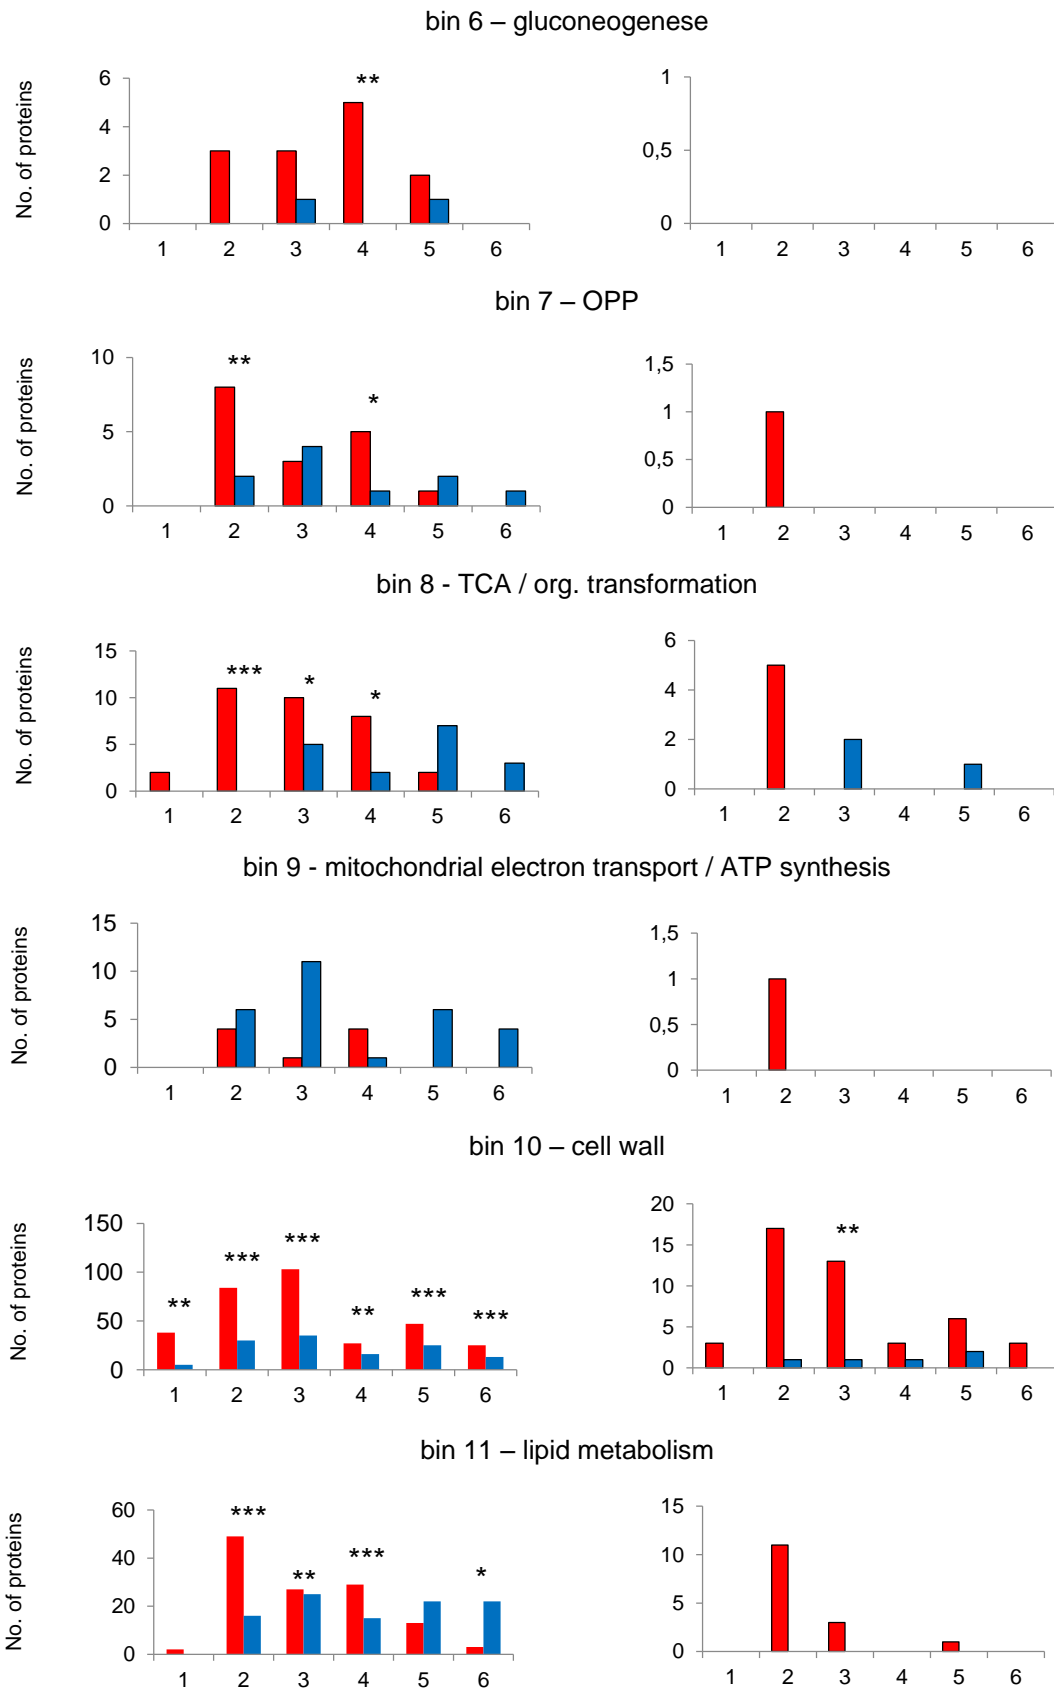 bin 6 – gluconeogenese
No. of proteins
6
4
2
0
**
1 2 3 4 5 6
1
0,5
0
1 2 3 4 5 6
bin 7 – OPP
No. of proteins
10
5
0
**
*
1 2 3 4 5 6
1,5
1
0,5
0
1 2 3 4 5 6
bin 8 - TCA / org. transformation
No. of proteins
15
10
5
0
***
*
*
1 2 3 4 5 6
6
4
2
0
1 2 3 4 5 6
bin 9 - mitochondrial electron transport / ATP synthesis
No. of proteins
15
10
5
0
1 2 3 4 5 6
1,5
1
0,5
0
1 2 3 4 5 6
bin 10 – cell wall
No. of proteins
150
100
50
0
**
***
***
**
***
***
1 2 3 4 5 6
20
15
10
5
0
**
1 2 3 4 5 6
bin 11 – lipid metabolism
No. of proteins
60
40
20
0
***
**
***
*
1 2 3 4 5 6
15
10
5
0
1 2 3 4 5 6